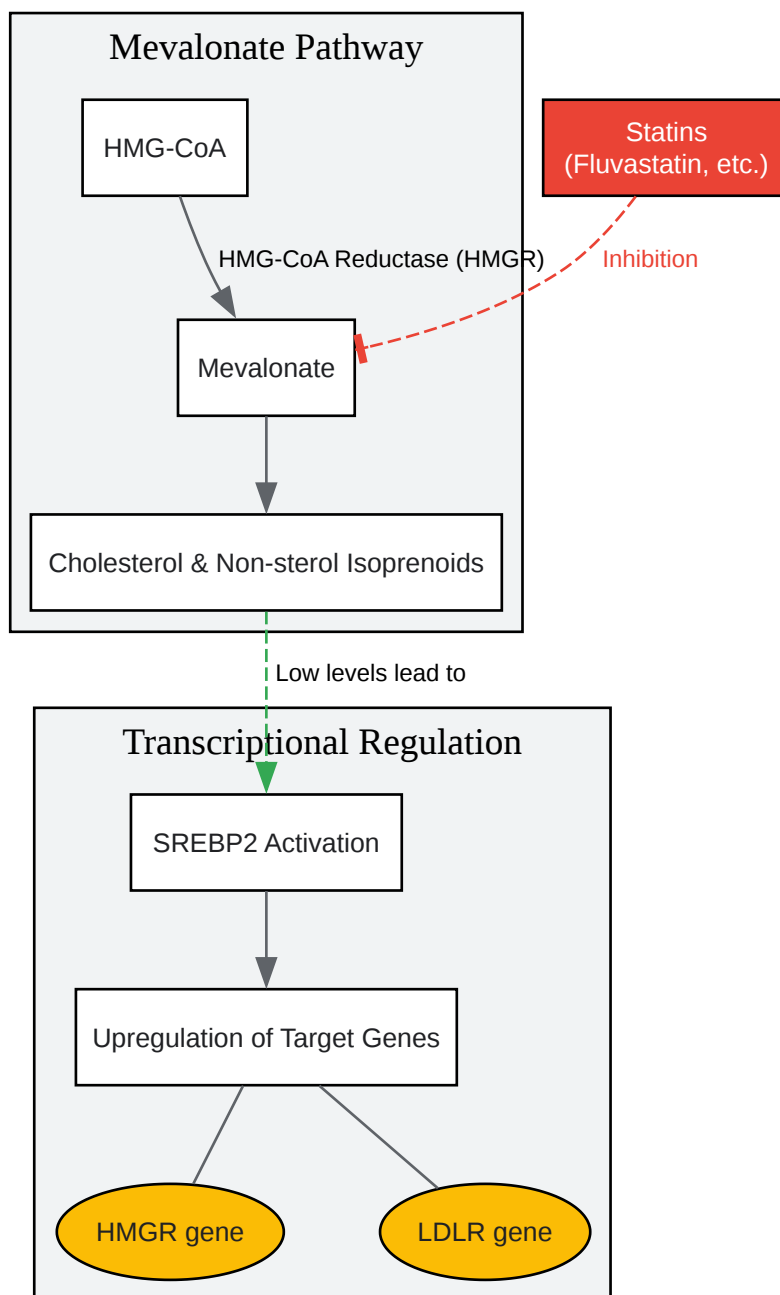 Mevalonate Pathway
HMG-CoA
Statins
(Fluvastatin, etc.)
HMG-CoA Reductase (HMGR)
Inhibition
Mevalonate
Cholesterol & Non-sterol Isoprenoids
Low levels lead to
Transcriptional Regulation
SREBP2 Activation
Upregulation of Target Genes
HMGR gene
LDLR gene